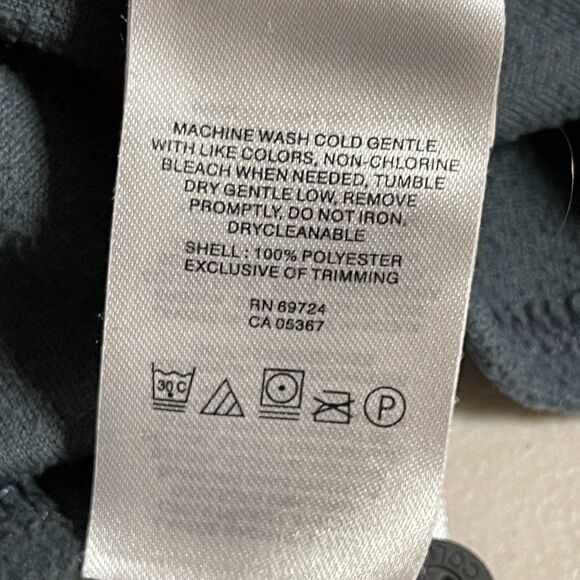 MACHINE WASH COLD GENTLE
WITH LIKE COLORS, NON-CHLORINE
BLEACH WHEN NEEDED, TUMBLE
DRY GENTLE LOW, REMOVE
PROMPTLY, DO NOT IRON,
DRYCLEANABLE
SHELL : 100% POLYESTER
EXCLUSIVE OF TRIMMING
RN 69724
CA 05367
30 C
P